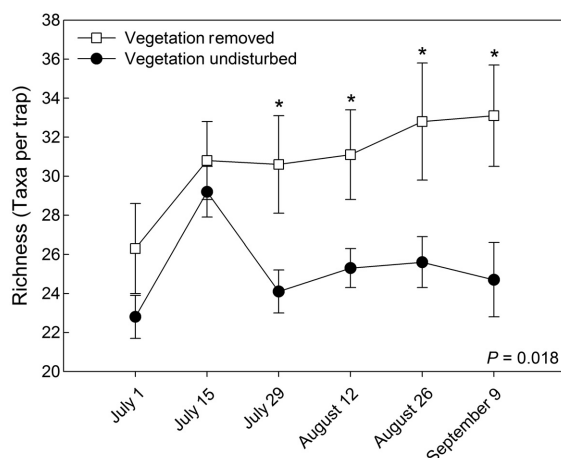 38
36
34
32
30
28
26
24
22
20
Richness (Taxa per trap)
Vegetation removed
Vegetation undisturbed
*
*
*
*
P = 0.018
July 1
July 15
July 29
August 12
August 26
September 9